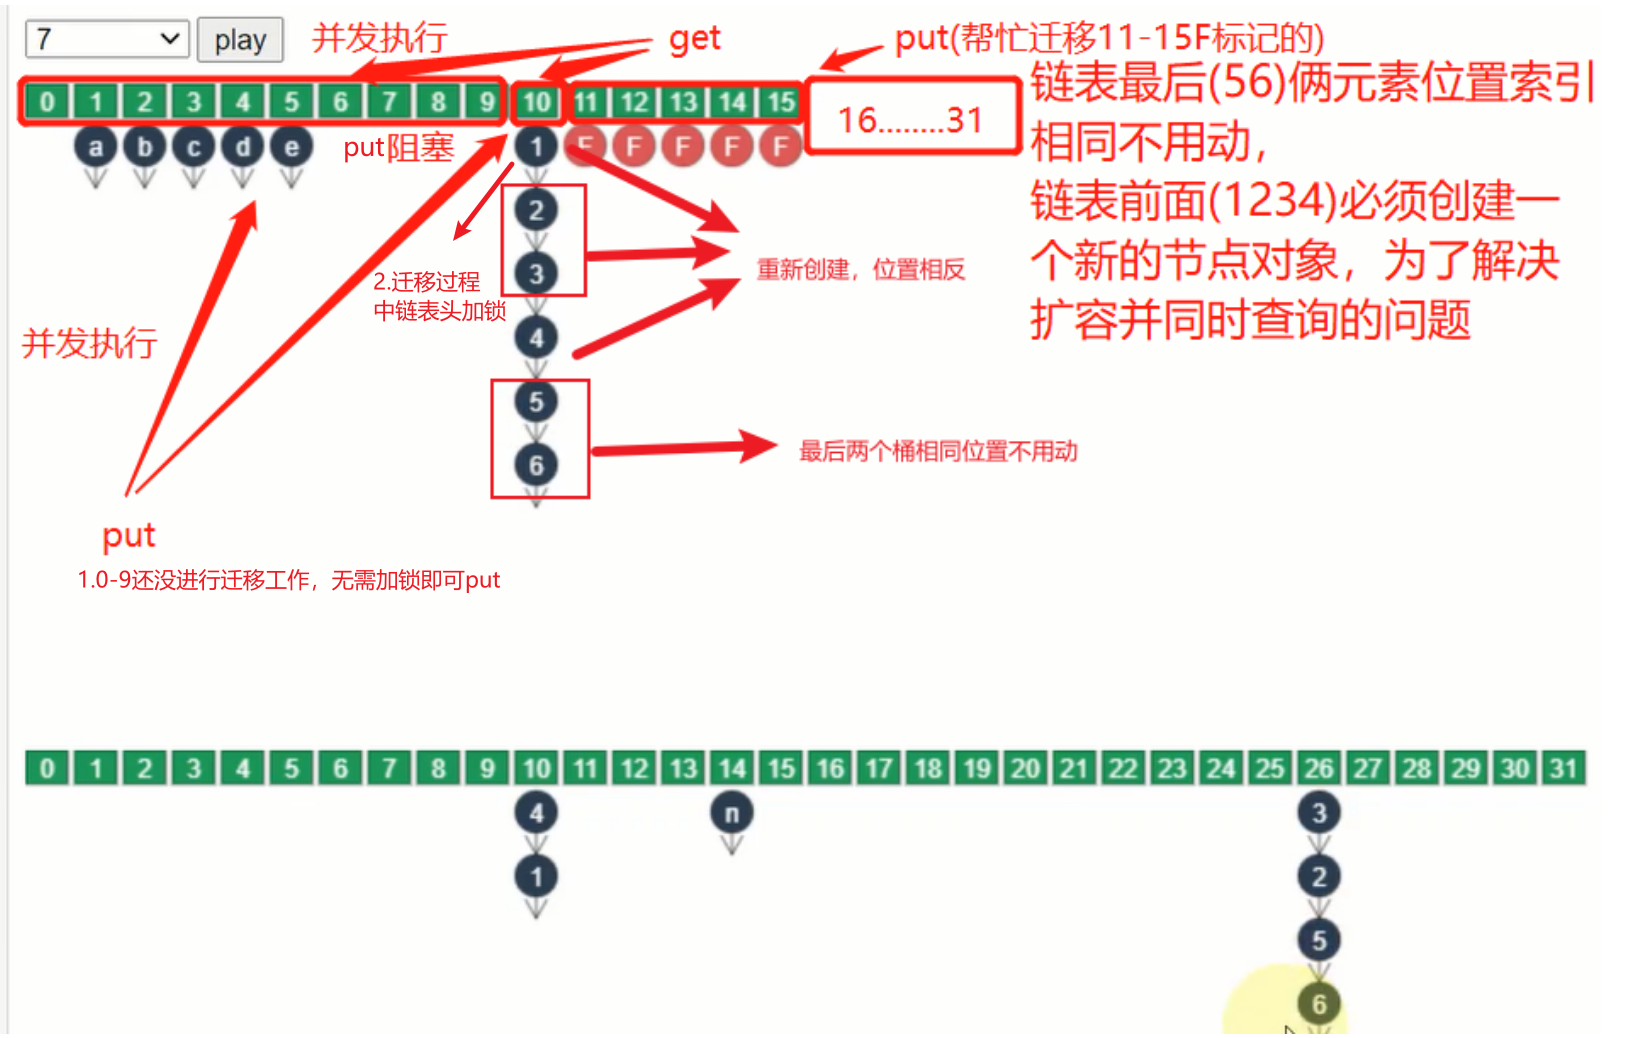 7 play 并发执行 get put(帮忙迁移11-15F标记的)
0 1 2 3 4 5 6 7 8 9 10 11 12 13 14 15
16........31
链表最后(56)俩元素位置索引
相同不用动，
链表前面(1234)必须创建一
个新的节点对象，为了解决
扩容并同时查询的问题
a b c d e put阻塞 1 F F F F F
2
3
4
5
6
重新创建，位置相反
2.迁移过程
中链表头加锁
并发执行
最后两个桶相同位置不用动
put
1.0-9还没进行迁移工作，无需加锁即可put
0 1 2 3 4 5 6 7 8 9 10 11 12 13 14 15 16 17 18 19 20 21 22 23 24 25 26 27 28 29 30 31
4 n 3
1 2
5
6